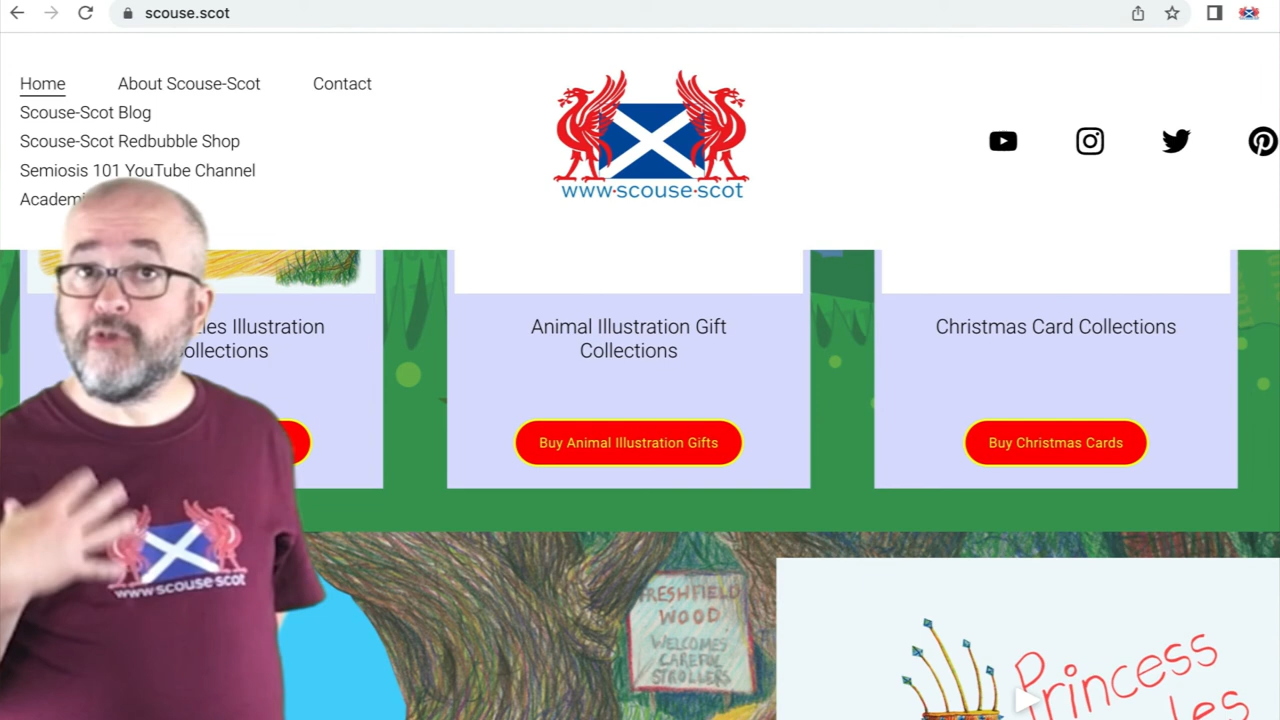 scouse.scot
Home
About Scouse-Scot
Contact
Scouse-Scot Blog
Scouse-Scot Redbubble Shop
Semiosis 101 YouTube Channel
www·scouse·scot
Illustration
Animal Illustration Gift
Collections
Christmas Card Collections
Buy Animal Illustration Gifts
Buy Christmas Cards
www·scouse·scot
FRESHFIELD
WOOD
WELCOMES
CAREFUL
STROLLERS
Princess